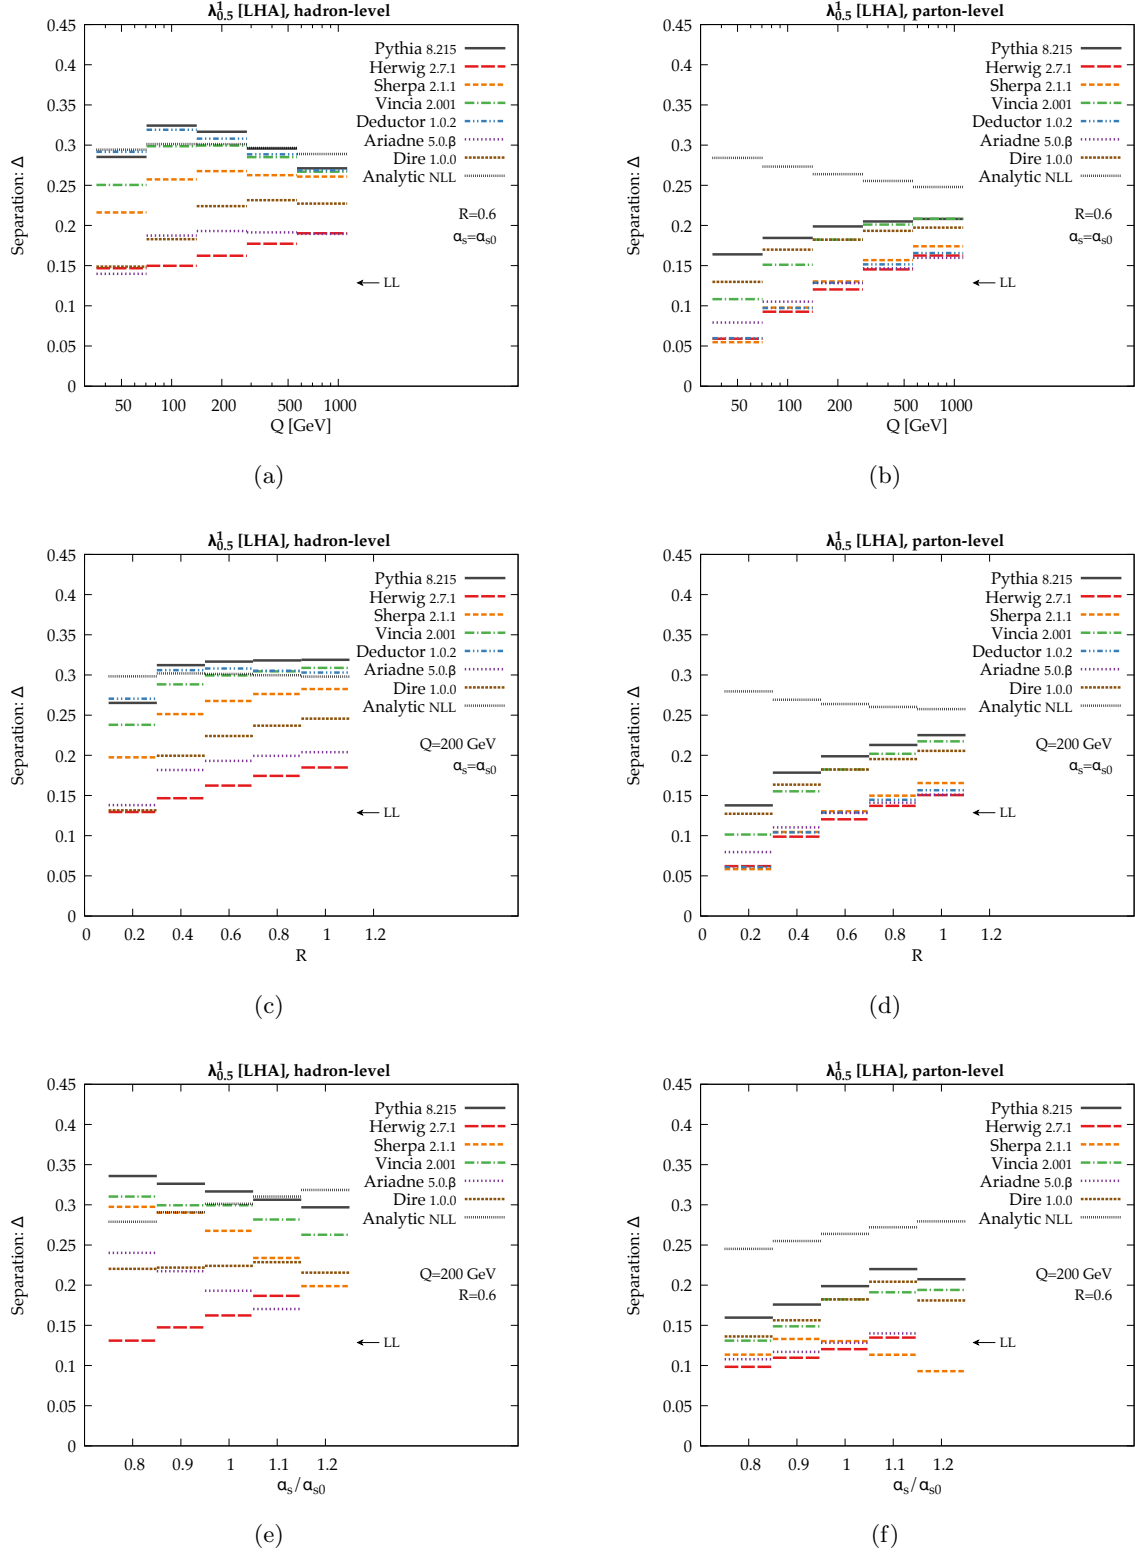 λ¹₀.₅ [LHA], hadron-level
0.45
0.4
0.35
0.3
0.25
0.2
0.15
0.1
0.05
0
Separation: Δ
Pythia 8.215
Herwig 2.7.1
Sherpa 2.1.1
Vincia 2.001
Deductor 1.0.2
Ariadne 5.0.β
Dire 1.0.0
Analytic NLL
R=0.6
αs=αs0
LL
50 100 200 500 1000
Q [GeV]
(a)
λ¹₀.₅ [LHA], parton-level
0.45
0.4
0.35
0.3
0.25
0.2
0.15
0.1
0.05
0
Separation: Δ
Pythia 8.215
Herwig 2.7.1
Sherpa 2.1.1
Vincia 2.001
Deductor 1.0.2
Ariadne 5.0.β
Dire 1.0.0
Analytic NLL
R=0.6
αs=αs0
LL
50 100 200 500 1000
Q [GeV]
(b)
λ¹₀.₅ [LHA], hadron-level
0.45
0.4
0.35
0.3
0.25
0.2
0.15
0.1
0.05
0
Separation: Δ
Pythia 8.215
Herwig 2.7.1
Sherpa 2.1.1
Vincia 2.001
Deductor 1.0.2
Ariadne 5.0.β
Dire 1.0.0
Analytic NLL
Q=200 GeV
αs=αs0
LL
0 0.2 0.4 0.6 0.8 1 1.2
R
(c)
λ¹₀.₅ [LHA], parton-level
0.45
0.4
0.35
0.3
0.25
0.2
0.15
0.1
0.05
0
Separation: Δ
Pythia 8.215
Herwig 2.7.1
Sherpa 2.1.1
Vincia 2.001
Deductor 1.0.2
Ariadne 5.0.β
Dire 1.0.0
Analytic NLL
Q=200 GeV
αs=αs0
LL
0 0.2 0.4 0.6 0.8 1 1.2
R
(d)
λ¹₀.₅ [LHA], hadron-level
0.45
0.4
0.35
0.3
0.25
0.2
0.15
0.1
0.05
0
Separation: Δ
Pythia 8.215
Herwig 2.7.1
Sherpa 2.1.1
Vincia 2.001
Ariadne 5.0.β
Dire 1.0.0
Analytic NLL
Q=200 GeV
R=0.6
LL
0.8 0.9 1 1.1 1.2
αs/αs0
(e)
λ¹₀.₅ [LHA], parton-level
0.45
0.4
0.35
0.3
0.25
0.2
0.15
0.1
0.05
0
Separation: Δ
Pythia 8.215
Herwig 2.7.1
Sherpa 2.1.1
Vincia 2.001
Ariadne 5.0.β
Dire 1.0.0
Analytic NLL
Q=200 GeV
R=0.6
LL
0.8 0.9 1 1.1 1.2
αs/αs0
(f)